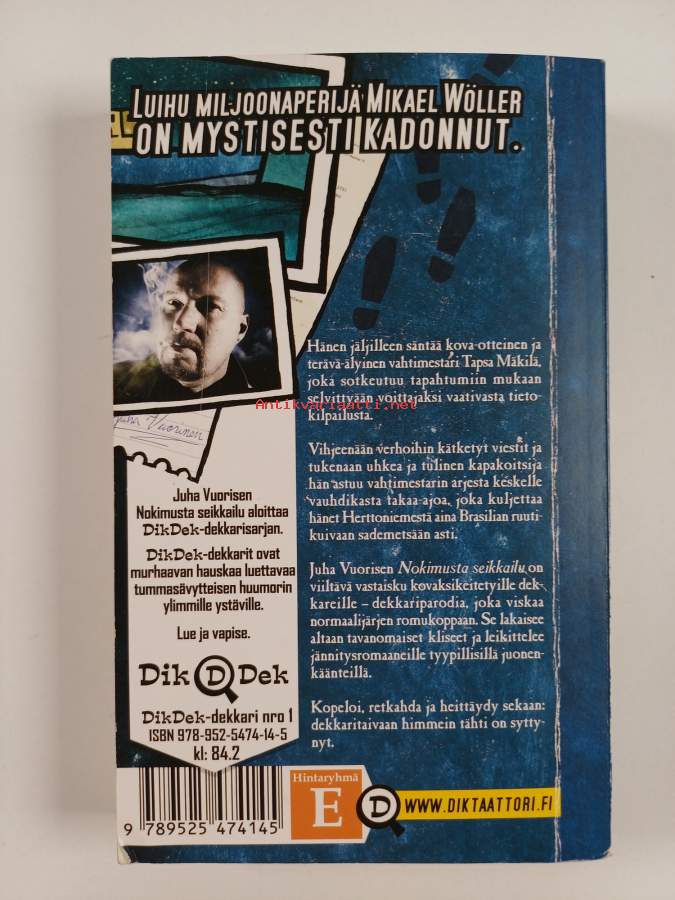 LUIHU MILJOONAPERIJÄ MIKAEL WÖLLER
ON MYSTISESTI KADONNUT.
Hänen jäljilleen säntää kova-otteinen ja
terävä-älyinen vahtimestari Tapsa Mäkilä,
joka sotkeutuu tapahtumiin mukaan
selvittyään voittajaksi vaativasta tieto-
kilpailusta.
Antikvariaatti.net
Vihjeenään verhoihin kätketyt viestit ja
tukenaan uhkea ja tulinen kapakoitsija
hän astuu vahtimestarin arjesta keskelle
vauhdikasta takaa-ajoa, joka kuljettaa
hänet Herttoniemestä aina Brasilian ruuti-
kuivaan sademetsään asti.
Juha Vuorisen Nokimusta seikkailu on
viiltävä vastaisku kovaksikeitetyille dek-
kareille – dekkariparodia, joka viskaa
normaalijärjen romukoppaan. Se lakaisee
altaan tavanomaiset kliseet ja leikittelee
jännitysromaaneille tyypillisillä juonen-
käänteillä.
Kopeloi, retkahda ja heittäydy sekaan:
dekkaritaivaan himmein tähti on sytty-
nyt.
Juha Vuorinen
Juha Vuorisen
Nokimusta seikkailu aloittaa
DikDek-dekkarisarjan.
DikDek-dekkarit ovat
murhaavan hauskaa luettavaa
tummasävytteisen huumorin
ylimmille ystäville.
Lue ja vapise.
Dik D Dek
DikDek-dekkari nro 1
ISBN 978-952-5474-14-5
kl: 84.2
9 789525 474145
Hintaryhmä
E
D WWW.DIKTAATTORI.FI